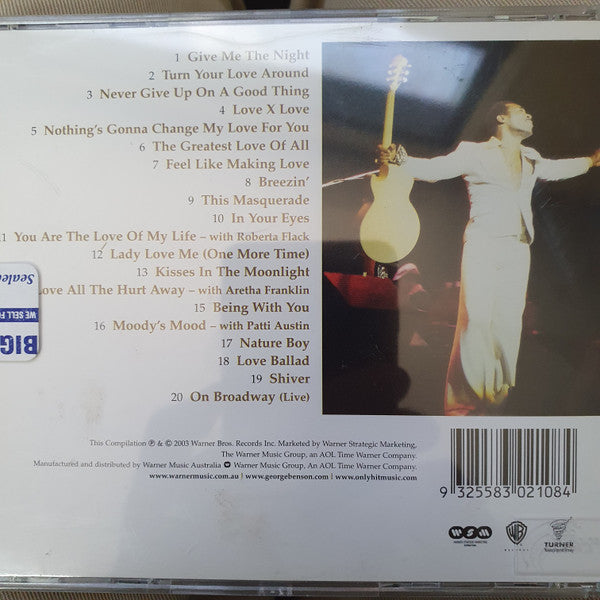 1 Give Me The Night
2 Turn Your Love Around
3 Never Give Up On A Good Thing
4 Love X Love
5 Nothing's Gonna Change My Love For You
6 The Greatest Love Of All
7 Feel Like Making Love
8 Breezin'
9 This Masquerade
10 In Your Eyes
11 You Are The Love Of My Life – with Roberta Flack
12 Lady Love Me (One More Time)
13 Kisses In The Moonlight
Love All The Hurt Away – with Aretha Franklin
15 Being With You
16 Moody's Mood – with Patti Austin
17 Nature Boy
18 Love Ballad
19 Shiver
20 On Broadway (Live)
Sealed
WE SELL FO
BIG
This Compilation ℗ & © 2003 Warner Bros. Records Inc. Marketed by Warner Strategic Marketing,
The Warner Music Group, an AOL Time Warner Company.
Manufactured and distributed by Warner Music Australia Warner Music Group, An AOL Time Warner Company.
www.warnermusic.com.au | www.georgebenson.com | www.onlyhitmusic.com
9 325583 021084
WSM
WB
TURNER